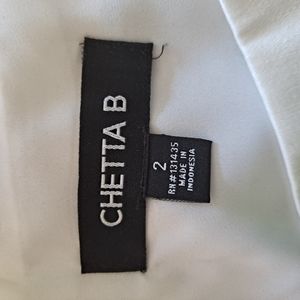 CHETTA B
2
RN#131435
MADE IN
INDONESIA